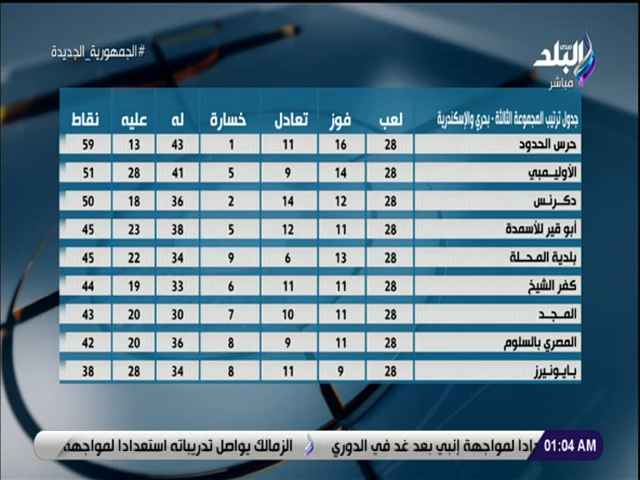 #الجمهورية_الجديدة
صدى البلد
مباشر
جدول ترتيب المجموعة الثالثة - بحري والإسكندرية لعب فوز تعادل خسارة له عليه نقاط
حرس الحدود 28 16 11 1 43 13 59
الأوليمبي 28 14 9 5 41 28 51
دكرنس 28 12 14 2 36 18 50
أبو قير للأسمدة 28 11 12 5 38 23 45
بلدية المحلة 28 13 6 9 34 22 45
كفر الشيخ 28 11 11 6 33 19 44
المجد 28 11 10 7 30 20 43
المصري بالسلوم 28 11 9 8 36 20 42
بايونيرز 28 9 11 8 34 28 38
دادا لمواجهة إنبي بعد غد في الدوري الزمالك يواصل تدريباته استعدادا لمواجهة
01:04 AM